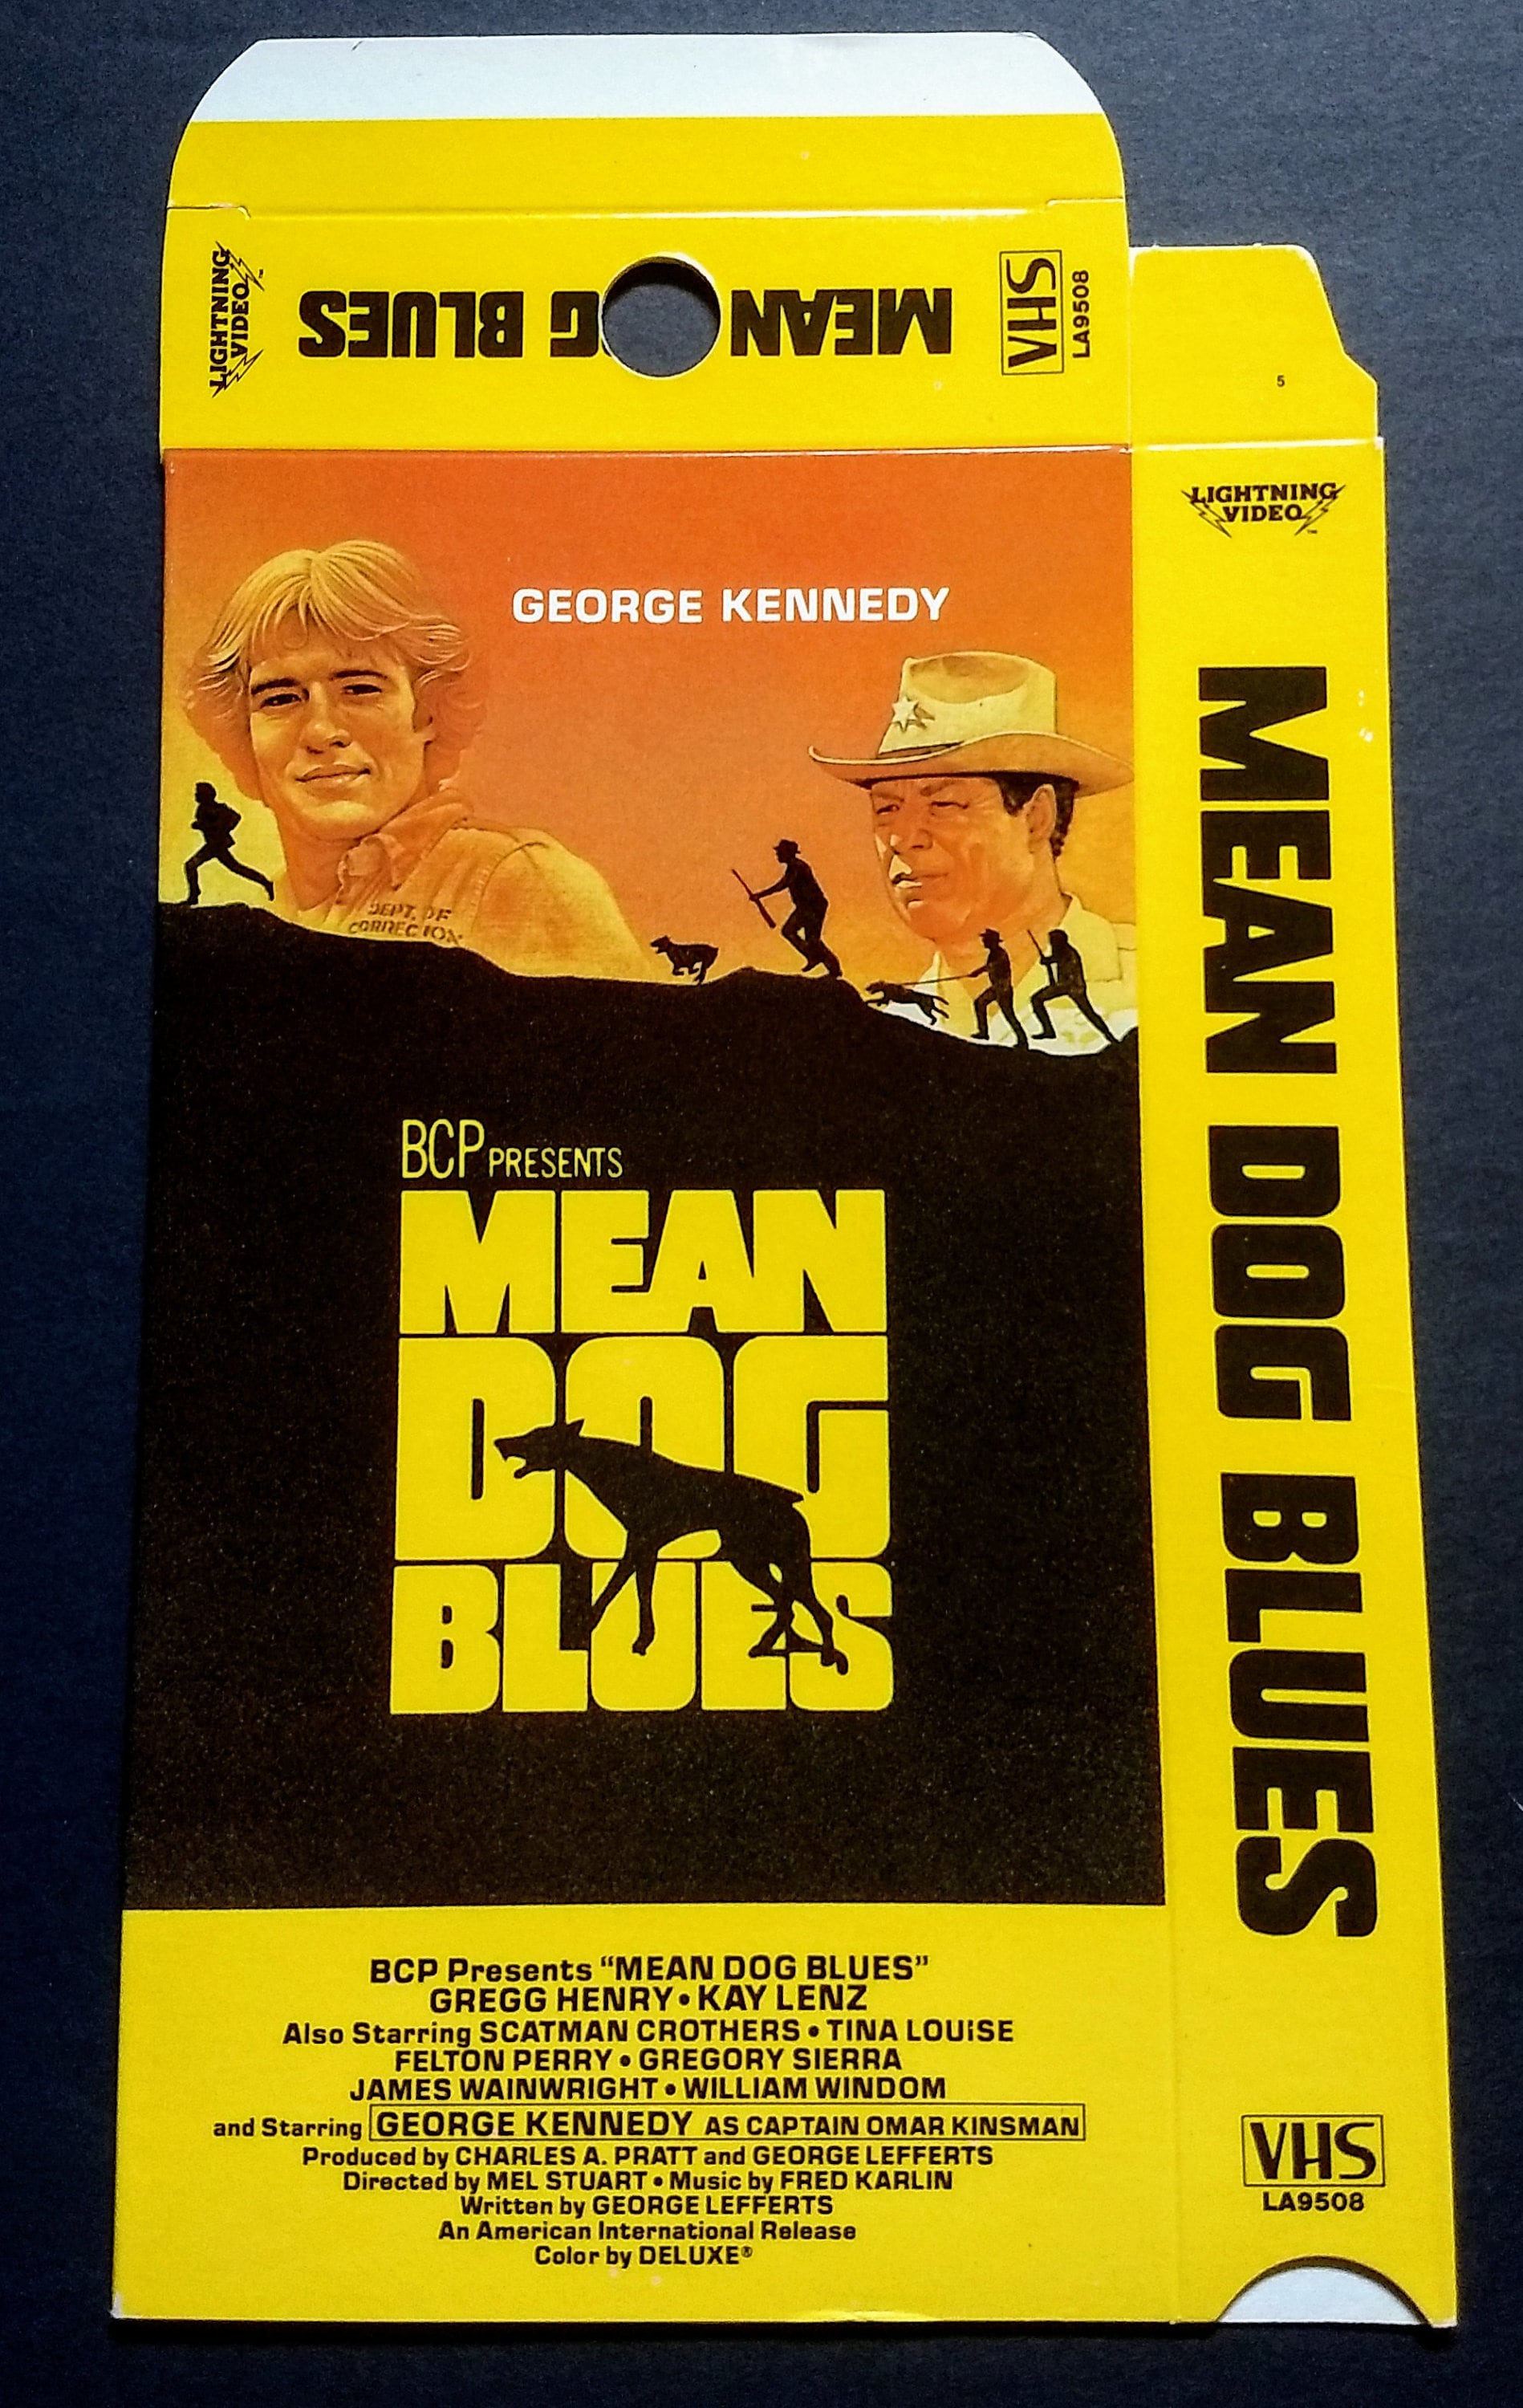 LIGHTNING
VIDEO™
MEAN
G BLUES
VHS
LA9508
5
GEORGE KENNEDY
DEPT. OF
CORRECTION
BCP PRESENTS
MEAN
DOG
BLUES
BCP Presents “MEAN DOG BLUES”
GREGG HENRY • KAY LENZ
Also Starring SCATMAN CROTHERS • TINA LOUiSE
FELTON PERRY • GREGORY SIERRA
JAMES WAINWRIGHT • WILLIAM WINDOM
and Starring GEORGE KENNEDY AS CAPTAIN OMAR KINSMAN
Produced by CHARLES A. PRATT and GEORGE LEFFERTS
Directed by MEL STUART • Music by FRED KARLIN
Written by GEORGE LEFFERTS
An American International Release
Color by DELUXE®
LIGHTNING
VIDEO™
MEAN DOG BLUES
VHS
LA9508